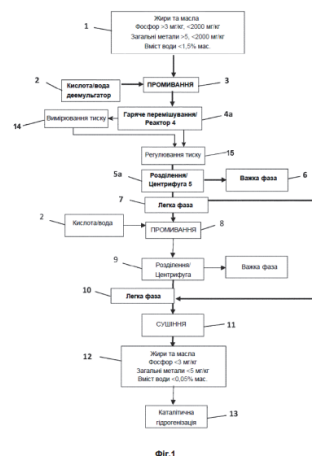 1
Жири та масла
Фосфор >3 мг/кг, <2000 мг/кг
Загальні метали >5, <2000 мг/кг
Вміст води <1,5% мас.
2
Кислота/вода
деемульгатор
ПРОМИВАННЯ
3
14
Вимірювання тиску
Гаряче перемішування/
Реактор 4
4a
Регулювання тиску
15
5a
Розділення/
Центрифуга 5
Важка фаза
6
7
Легка фаза
2
Кислота/вода
ПРОМИВАННЯ
8
9
Розділення/
Центрифуга
Важка фаза
10
Легка фаза
СУШІННЯ
11
12
Жири та масла
Фосфор <3 мг/кг
Загальні метали <5 мг/кг
Вміст води <0,05% мас.
Каталітична
гідрогенізація
13
Фіг.1